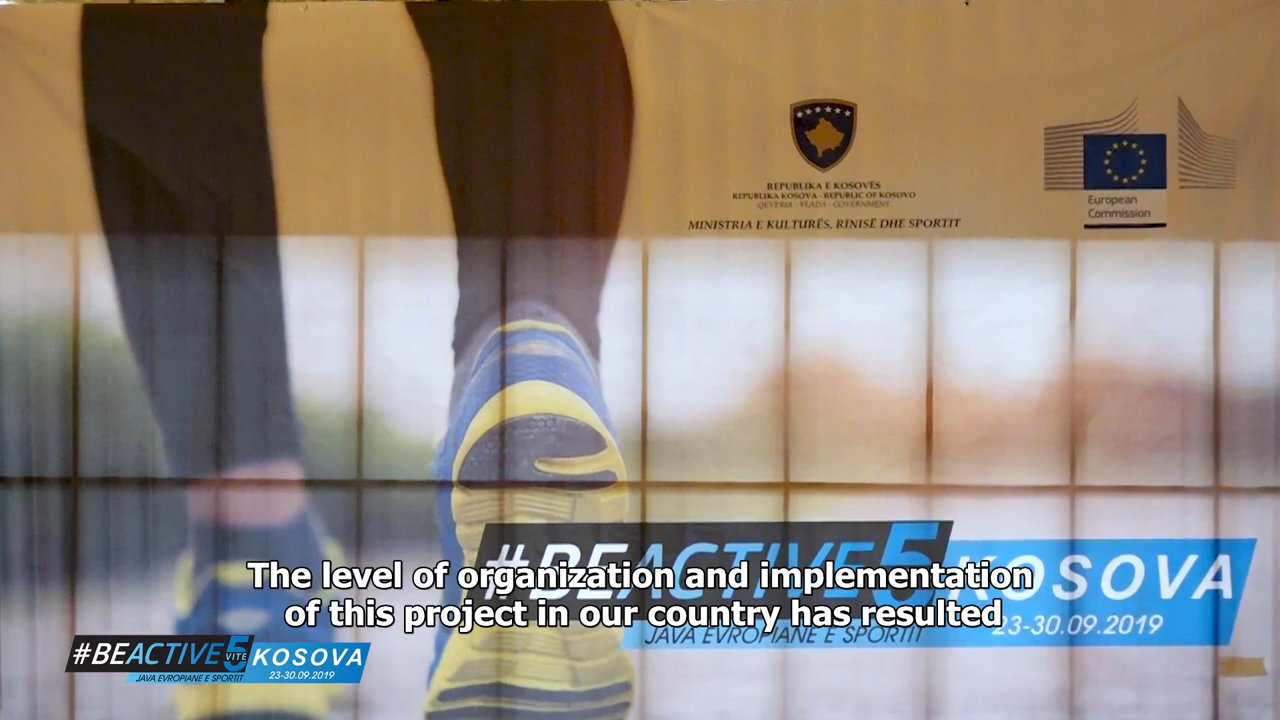 REPUBLIKA E KOSOVËS
REPUBLIKA KOSOVA - REPUBLIC OF KOSOVO
QEVERIA - VLADA - GOVERNMENT
MINISTRIA E KULTURËS, RINISË DHE SPORTIT
European
Commission
#BEACTIVE5 KOSOVA
JAVA EVROPIANE E SPORTIT 23-30.09.2019
The level of organization and implementation
of this project in our country has resulted
#BEACTIVE 5 VITE KOSOVA
JAVA EVROPIANE E SPORTIT 23-30.09.2019